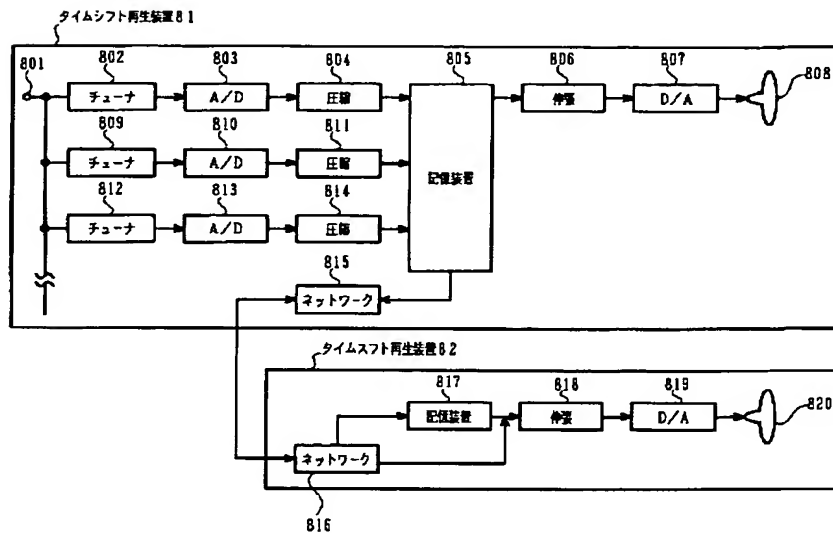 タイムシフト再生装置81
801 802 803 804 805 806 807 808
チューナ A/D 圧縮 伸張 D/A
809 810 811
チューナ A/D 圧縮 記憶装置
812 813 814
チューナ A/D 圧縮
815
ネットワーク
タイムスフト再生装置82
817 818 819 820
記憶装置 伸張 D/A
ネットワーク
816